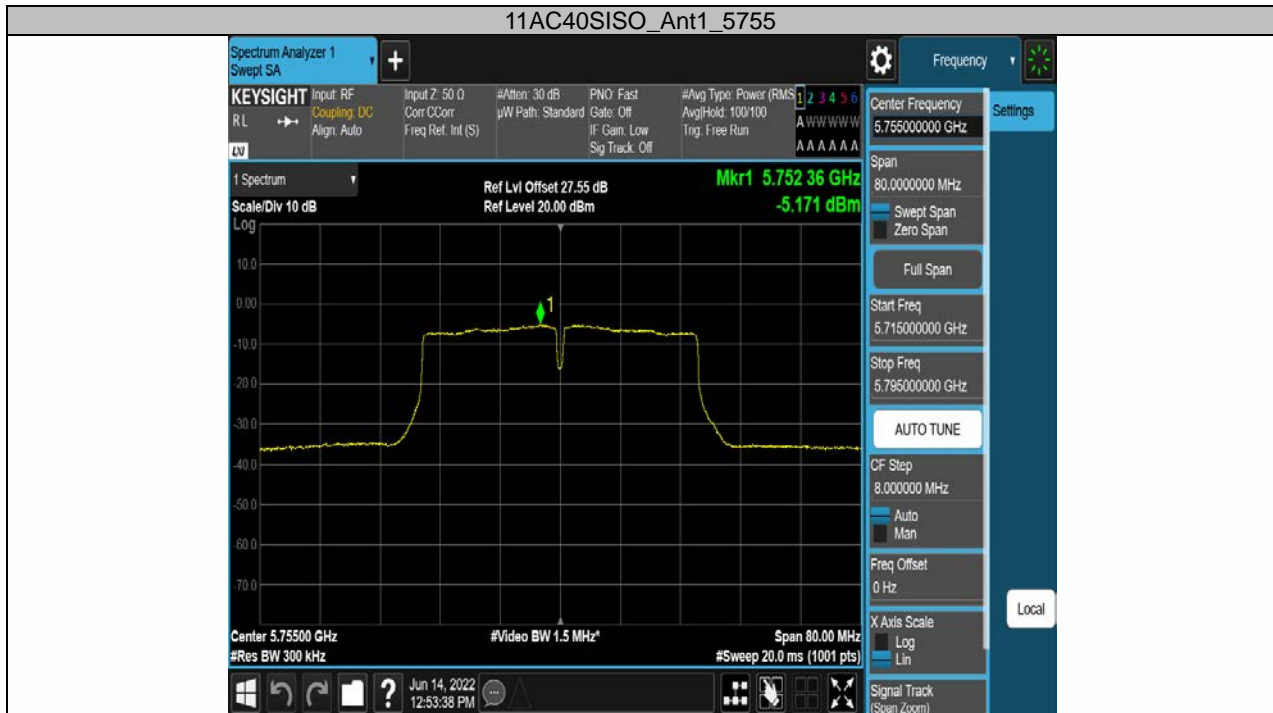 11AC40SISO_Ant1_5755
Spectrum Analyzer 1
Swept SA
Frequency
KEYSIGHT
RL
LXI
Input: RF
Coupling: DC
Align: Auto
Input Z: 50 Ω
Corr CCorr
Freq Ref: Int (S)
#Atten: 30 dB
µW Path: Standard
PNO: Fast
Gate: Off
IF Gain: Low
Sig Track: Off
#Avg Type: Power (RMS
Avg|Hold: 100/100
Trig: Free Run
1 2 3 4 5 6
A W W W W W
A A A A A A
1 Spectrum
Scale/Div 10 dB
Ref Lvl Offset 27.55 dB
Ref Level 20.00 dBm
Mkr1 5.752 36 GHz
-5.171 dBm
Log
10.0
0.00
-10.0
-20.0
-30.0
-40.0
-50.0
-60.0
-70.0
1
Center 5.75500 GHz
#Res BW 300 kHz
#Video BW 1.5 MHz*
Span 80.00 MHz
#Sweep 20.0 ms (1001 pts)
Center Frequency
5.755000000 GHz
Settings
Span
80.0000000 MHz
Swept Span
Zero Span
Full Span
Start Freq
5.715000000 GHz
Stop Freq
5.795000000 GHz
AUTO TUNE
CF Step
8.000000 MHz
Auto
Man
Freq Offset
0 Hz
X Axis Scale
Log
Lin
Local
Signal Track
(Span Zoom)
?
Jun 14, 2022
12:53:38 PM